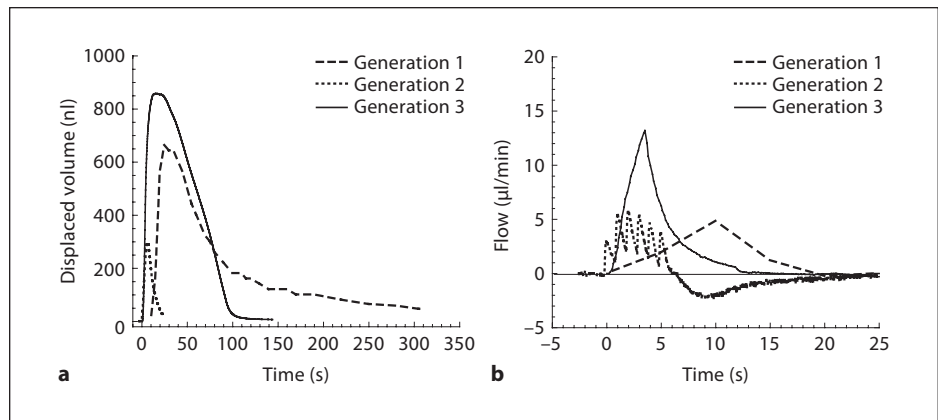 1000
800
600
400
200
0
0 50 100 150 200 250 300 350
Displaced volume (nl)
Time (s)
Generation 1
Generation 2
Generation 3
a
20
15
10
5
0
−5
−5 0 5 10 15 20 25
Flow (µl/min)
Time (s)
Generation 1
Generation 2
Generation 3
b